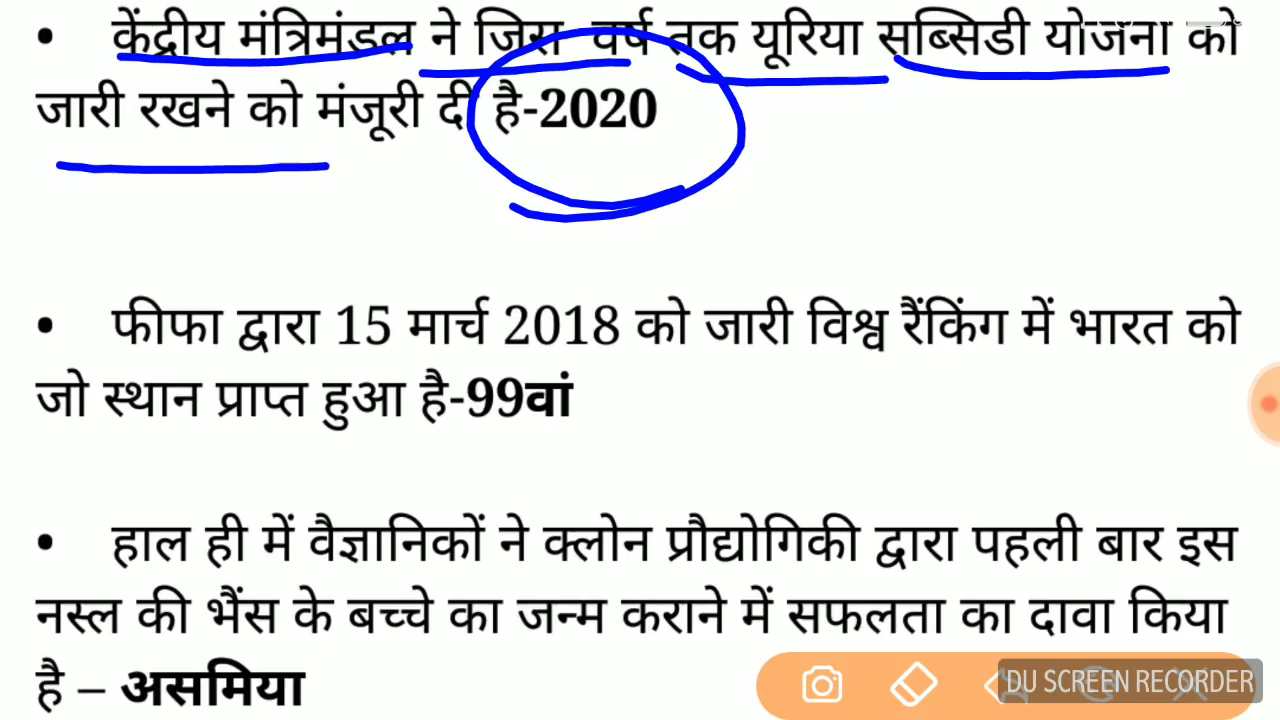 • केंद्रीय मंत्रिमंडल ने जिस वर्ष तक यूरिया सब्सिडी योजना को
जारी रखने को मंजूरी दी है-2020
• फीफा द्वारा 15 मार्च 2018 को जारी विश्व रैंकिंग में भारत को
जो स्थान प्राप्त हुआ है-99वां
• हाल ही में वैज्ञानिकों ने क्लोन प्रौद्योगिकी द्वारा पहली बार इस
नस्ल की भैंस के बच्चे का जन्म कराने में सफलता का दावा किया
है – असमिया
DU SCREEN RECORDER